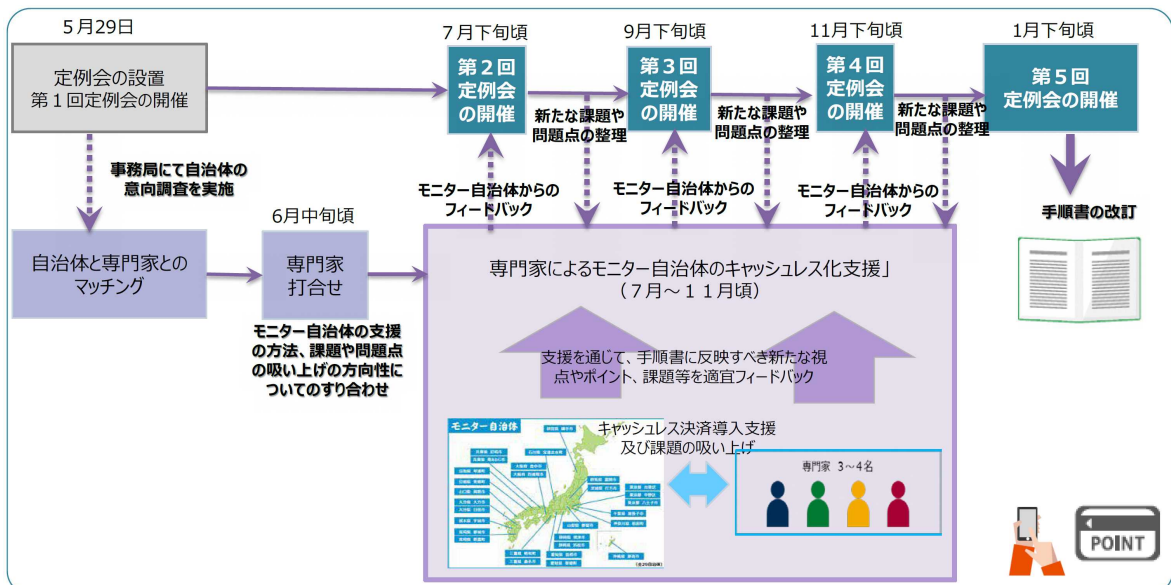 5月29日
定例会の設置
第1回定例会の開催
7月下旬頃
第2回
定例会
の開催
9月下旬頃
第3回
定例会
の開催
11月下旬頃
第4回
定例会
の開催
1月下旬頃
第5回
定例会の開催
新たな課題や
問題点の整理
新たな課題や
問題点の整理
新たな課題や
問題点の整理
事務局にて自治体の
意向調査を実施
モニター自治体からの
フィードバック
モニター自治体からの
フィードバック
モニター自治体からの
フィードバック
手順書の改訂
自治体と専門家との
マッチング
6月中旬頃
専門家
打合せ
モニター自治体の支援
の方法、課題や問題点
の吸い上げの方向性に
ついてのすり合わせ
専門家によるモニター自治体のキャッシュレス化支援」
（7月～11月頃）
支援を通じて、手順書に反映すべき新たな視
点やポイント、課題等を適宜フィードバック
モニター自治体
キャッシュレス決済導入支援
及び課題の吸い上げ
専門家 3～4名
POINT